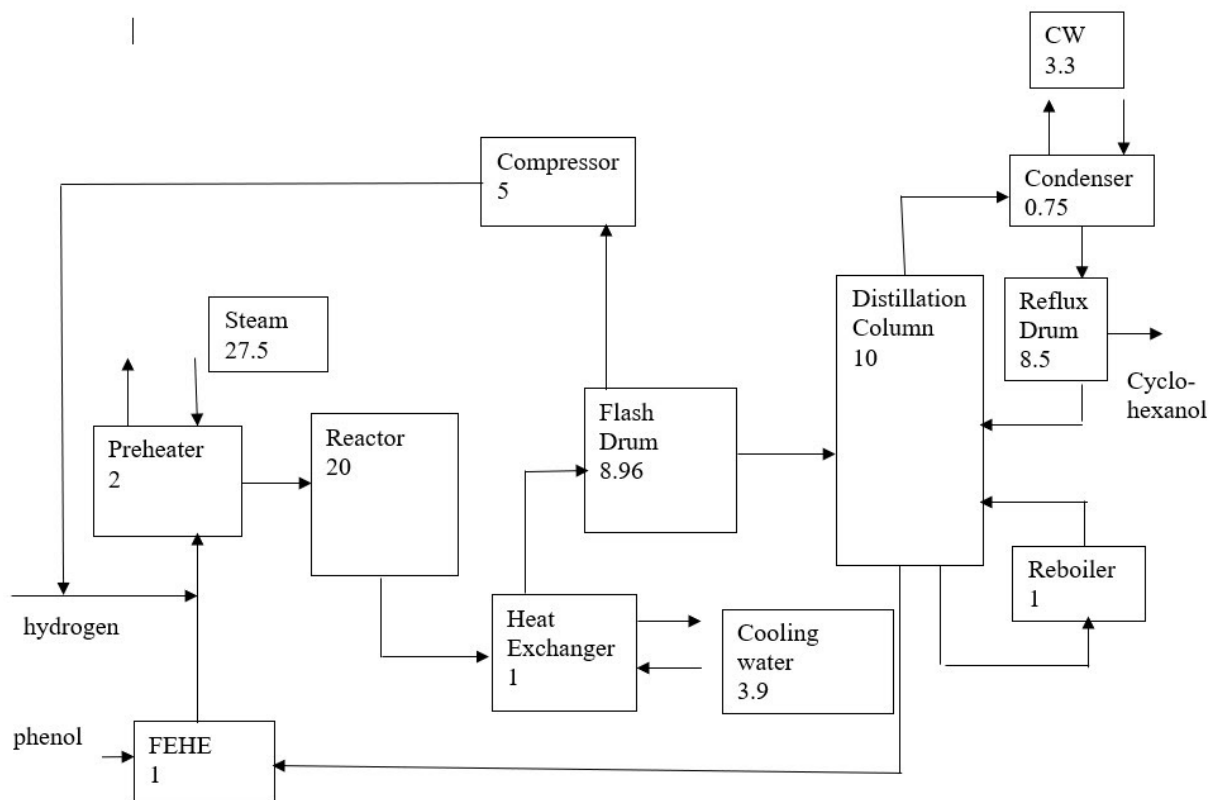 CW
3.3
Compressor
5
Condenser
0.75
Steam
27.5
Distillation
Column
10
Reflux
Drum
8.5
Cyclo-
hexanol
Preheater
2
Reactor
20
Flash
Drum
8.96
hydrogen
Heat
Exchanger
1
Cooling
water
3.9
Reboiler
1
phenol
FEHE
1